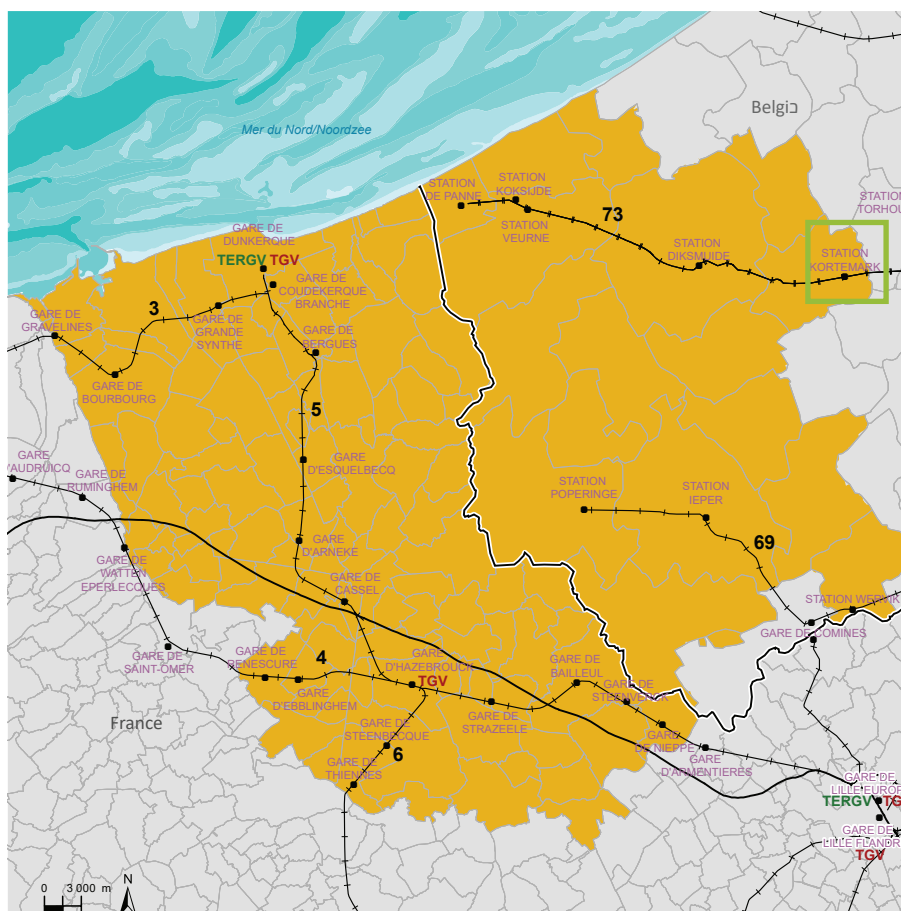 Belgiג
Mer du Nord/Noordzee
STATION
DE PANNE
STATION
KOKSIJDE
STATION
VEURNE
73
STATION
TORHOU
STATION
DIKSMUIDE
STATION
KORTEMARK
GARE DE
DUNKERQUE
TERGV TGV
GARE DE
COUDEKERQUE
BRANCHE
GARE DE
GRAVELINES
3
GARE DE
GRANDE
SYNTHE
GARE DE
BERGUES
GARE DE
BOURBOURG
5
GARE
'AUDRUICQ
GARE DE
RUMINGHEM
GARE
D'ESQUELBECQ
STATION
POPERINGE
STATION
IEPER
69
GARE
D'ARNEKE
GARE DE
WATTEN
EPERLECQUES
GARE DE
CASSEL
STATION WERWIK
GARE DE COMINES
GARE DE
SAINT-OMER
GARE DE
RENESCURE
4
GARE
D'EBBLINGHEM
GARE
D'HAZEBROUCK
TGV
GARE DE
BAILLEUL
GARE DE
STEENWERCK
France
GARE DE
STEENBECQUE
6
GARE DE
STRAZEELE
GARE
DE NIEPPE
GARE
D'ARMENTIERES
GARE DE
THIENNES
GARE DE
LILLE EUROP
TERGV TG
GARE DE
LILLE FLANDR
TGV
0 3 000 m
N